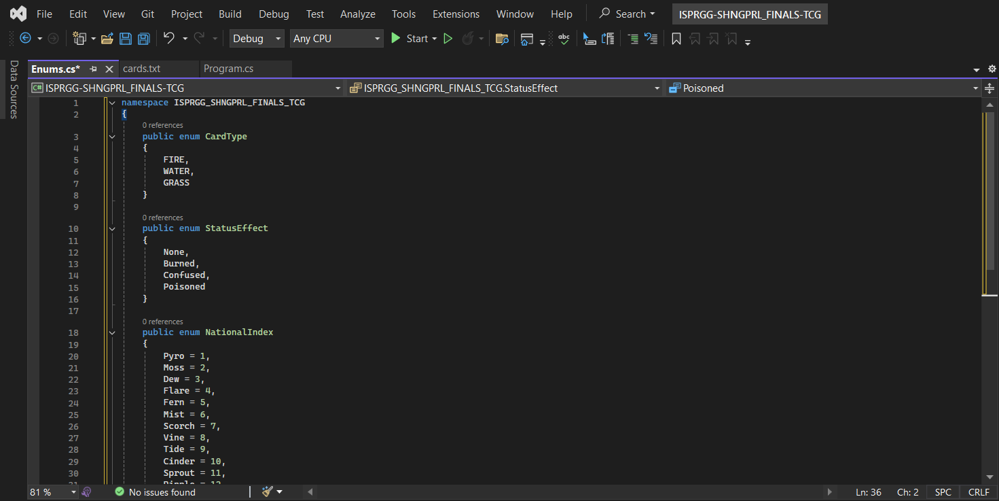 File Edit View Git Project Build Debug Test Analyze Tools Extensions Window Help Search ISPRGG-SHNGPRL_FINALS-TCG
Debug Any CPU Start abc
Data Sources
Enums.cs* cards.txt Program.cs
C# ISPRGG-SHNGPRL_FINALS-TCG ISPRGG_SHNGPRL_FINALS_TCG.StatusEffect Poisoned
1 namespace ISPRGG_SHNGPRL_FINALS_TCG
2 {
0 references
3 public enum CardType
4 {
5 FIRE,
6 WATER,
7 GRASS
8 }
9
0 references
10 public enum StatusEffect
11 {
12 None,
13 Burned,
14 Confused,
15 Poisoned
16 }
17
0 references
18 public enum NationalIndex
19 {
20 Pyro = 1,
21 Moss = 2,
22 Dew = 3,
23 Flare = 4,
24 Fern = 5,
25 Mist = 6,
26 Scorch = 7,
27 Vine = 8,
28 Tide = 9,
29 Cinder = 10,
30 Sprout = 11,
81 % No issues found Ln: 36 Ch: 2 SPC CRLF